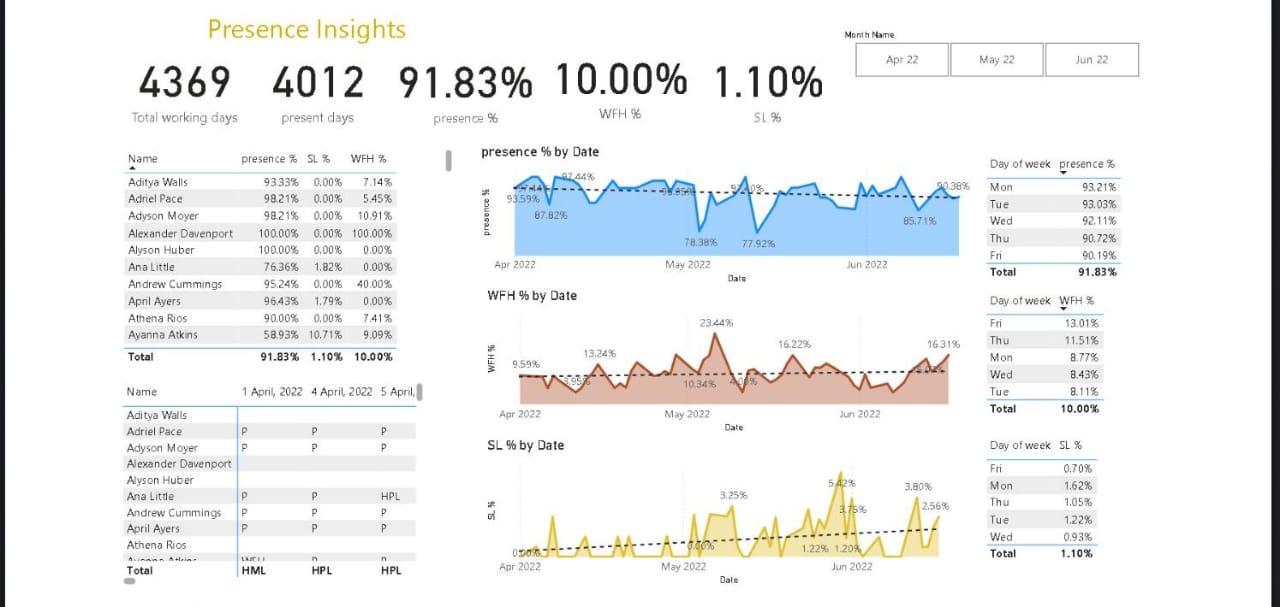 Presence Insights
Month Name
Apr 22 May 22 Jun 22
4369 4012 91.83% 10.00% 1.10%
Total working days present days presence % WFH % SL %
Name presence % SL % WFH %
Aditya Walls 93.33% 0.00% 7.14%
Adriel Pace 98.21% 0.00% 5.45%
Adyson Moyer 98.21% 0.00% 10.91%
Alexander Davenport 100.00% 0.00% 100.00%
Alyson Huber 100.00% 0.00% 0.00%
Ana Little 76.36% 1.82% 0.00%
Andrew Cummings 95.24% 0.00% 40.00%
April Ayers 96.43% 1.79% 0.00%
Athena Rios 90.00% 0.00% 7.41%
Ayanna Atkins 58.93% 10.71% 9.09%
Total 91.83% 1.10% 10.00%
Name 1 April, 2022 4 April, 2022 5 April,
Aditya Walls
Adriel Pace P P P
Adyson Moyer P P P
Alexander Davenport
Alyson Huber
Ana Little P P HPL
Andrew Cummings P P P
April Ayers P P P
Athena Rios
Total HML HPL HPL
presence % by Date
presence %
97.44% 90.38%
93.59%
87.82% 85.71%
78.38% 77.92%
Apr 2022 May 2022 Jun 2022
Date
WFH % by Date
WFH %
23.44%
13.24% 16.22% 16.31%
9.59%
3.95% 10.34%
Apr 2022 May 2022 Jun 2022
Date
SL % by Date
SL %
5.42%
3.25% 3.80%
3.75% 2.56%
0.00% 0.00% 1.22% 1.20%
Apr 2022 May 2022 Jun 2022
Date
Day of week presence %
Mon 93.21%
Tue 93.03%
Wed 92.11%
Thu 90.72%
Fri 90.19%
Total 91.83%
Day of week WFH %
Fri 13.01%
Thu 11.51%
Mon 8.77%
Wed 8.43%
Tue 8.11%
Total 10.00%
Day of week SL %
Fri 0.70%
Mon 1.62%
Thu 1.05%
Tue 1.22%
Wed 0.93%
Total 1.10%